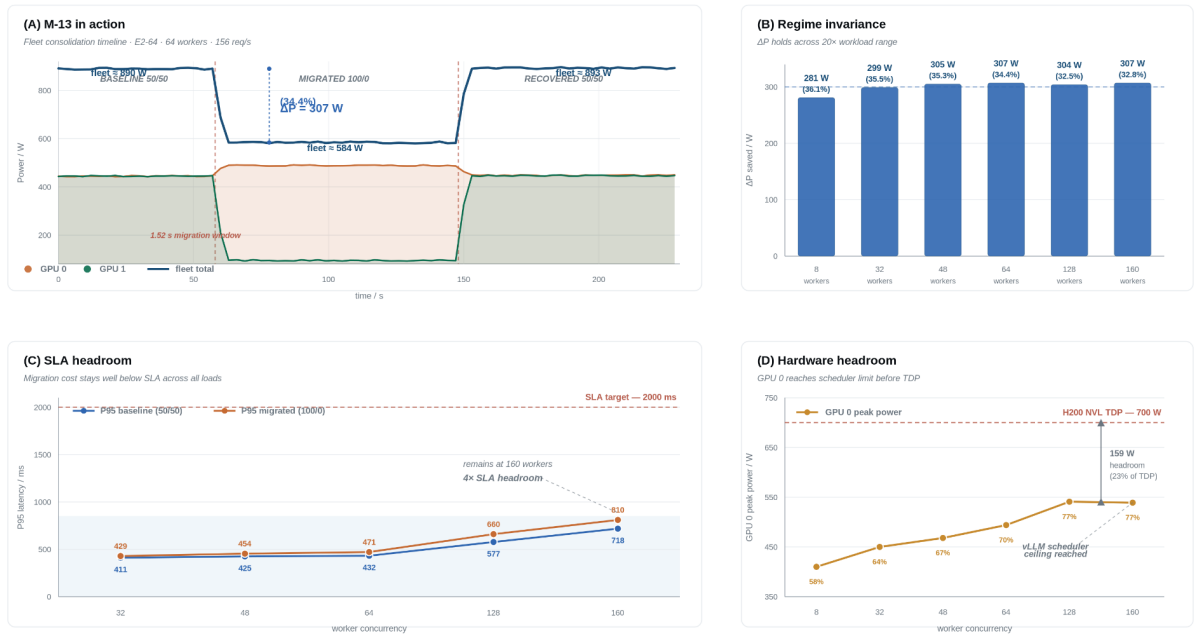 (A) M-13 in action
Fleet consolidation timeline · E2-64 · 64 workers · 156 req/s
fleet ≈ 890 W
BASELINE 50/50
MIGRATED 100/0
fleet ≈ 893 W
RECOVERED 50/50
(34.4%)
ΔP = 307 W
fleet ≈ 584 W
1.52 s migration window
Power / W
800
600
400
200
GPU 0
GPU 1
fleet total
0
50
100
150
200
time / s
(B) Regime invariance
ΔP holds across 20× workload range
281 W
(36.1%)
299 W
(35.5%)
305 W
(35.3%)
307 W
(34.4%)
304 W
(32.5%)
307 W
(32.8%)
ΔP saved / W
300
200
100
0
8
workers
32
workers
48
workers
64
workers
128
workers
160
workers
(C) SLA headroom
Migration cost stays well below SLA across all loads
SLA target — 2000 ms
P95 baseline (50/50)
P95 migrated (100/0)
remains at 160 workers
4× SLA headroom
P95 latency / ms
2000
1500
1000
500
0
429
454
471
660
810
411
425
432
577
718
32
48
64
128
160
worker concurrency
(D) Hardware headroom
GPU 0 reaches scheduler limit before TDP
GPU 0 peak power
H200 NVL TDP — 700 W
159 W
headroom
(23% of TDP)
GPU 0 peak power / W
750
650
550
450
350
58%
64%
67%
70%
77%
77%
vLLM scheduler
ceiling reached
8
32
48
64
128
160
worker concurrency